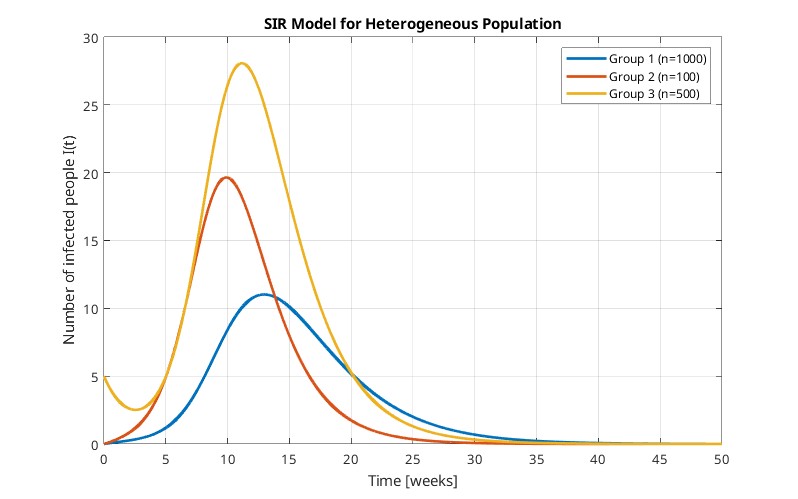 SIR Model for Heterogeneous Population
30
25
20
15
10
5
0
Number of infected people I(t)
Group 1 (n=1000)
Group 2 (n=100)
Group 3 (n=500)
0 5 10 15 20 25 30 35 40 45 50
Time [weeks]